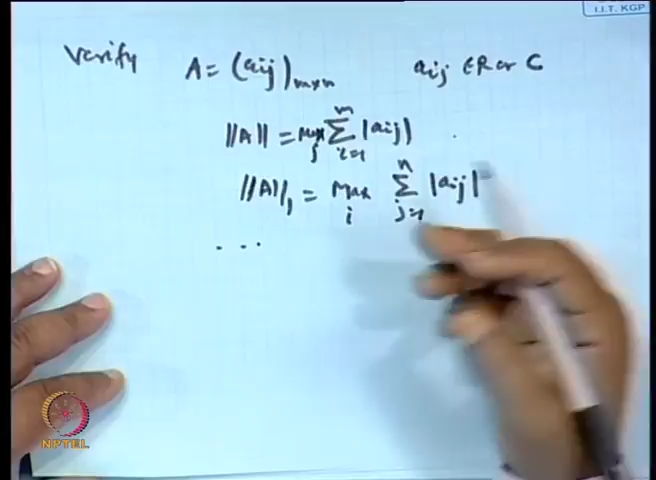 I.I.T. KGP
Verify A = (aij)m×n aij ∈ R or C
||A|| = Max j ∑ i=1 m |aij|
||A||1 = Max i ∑ j=1 n |aij|
...
NPTEL